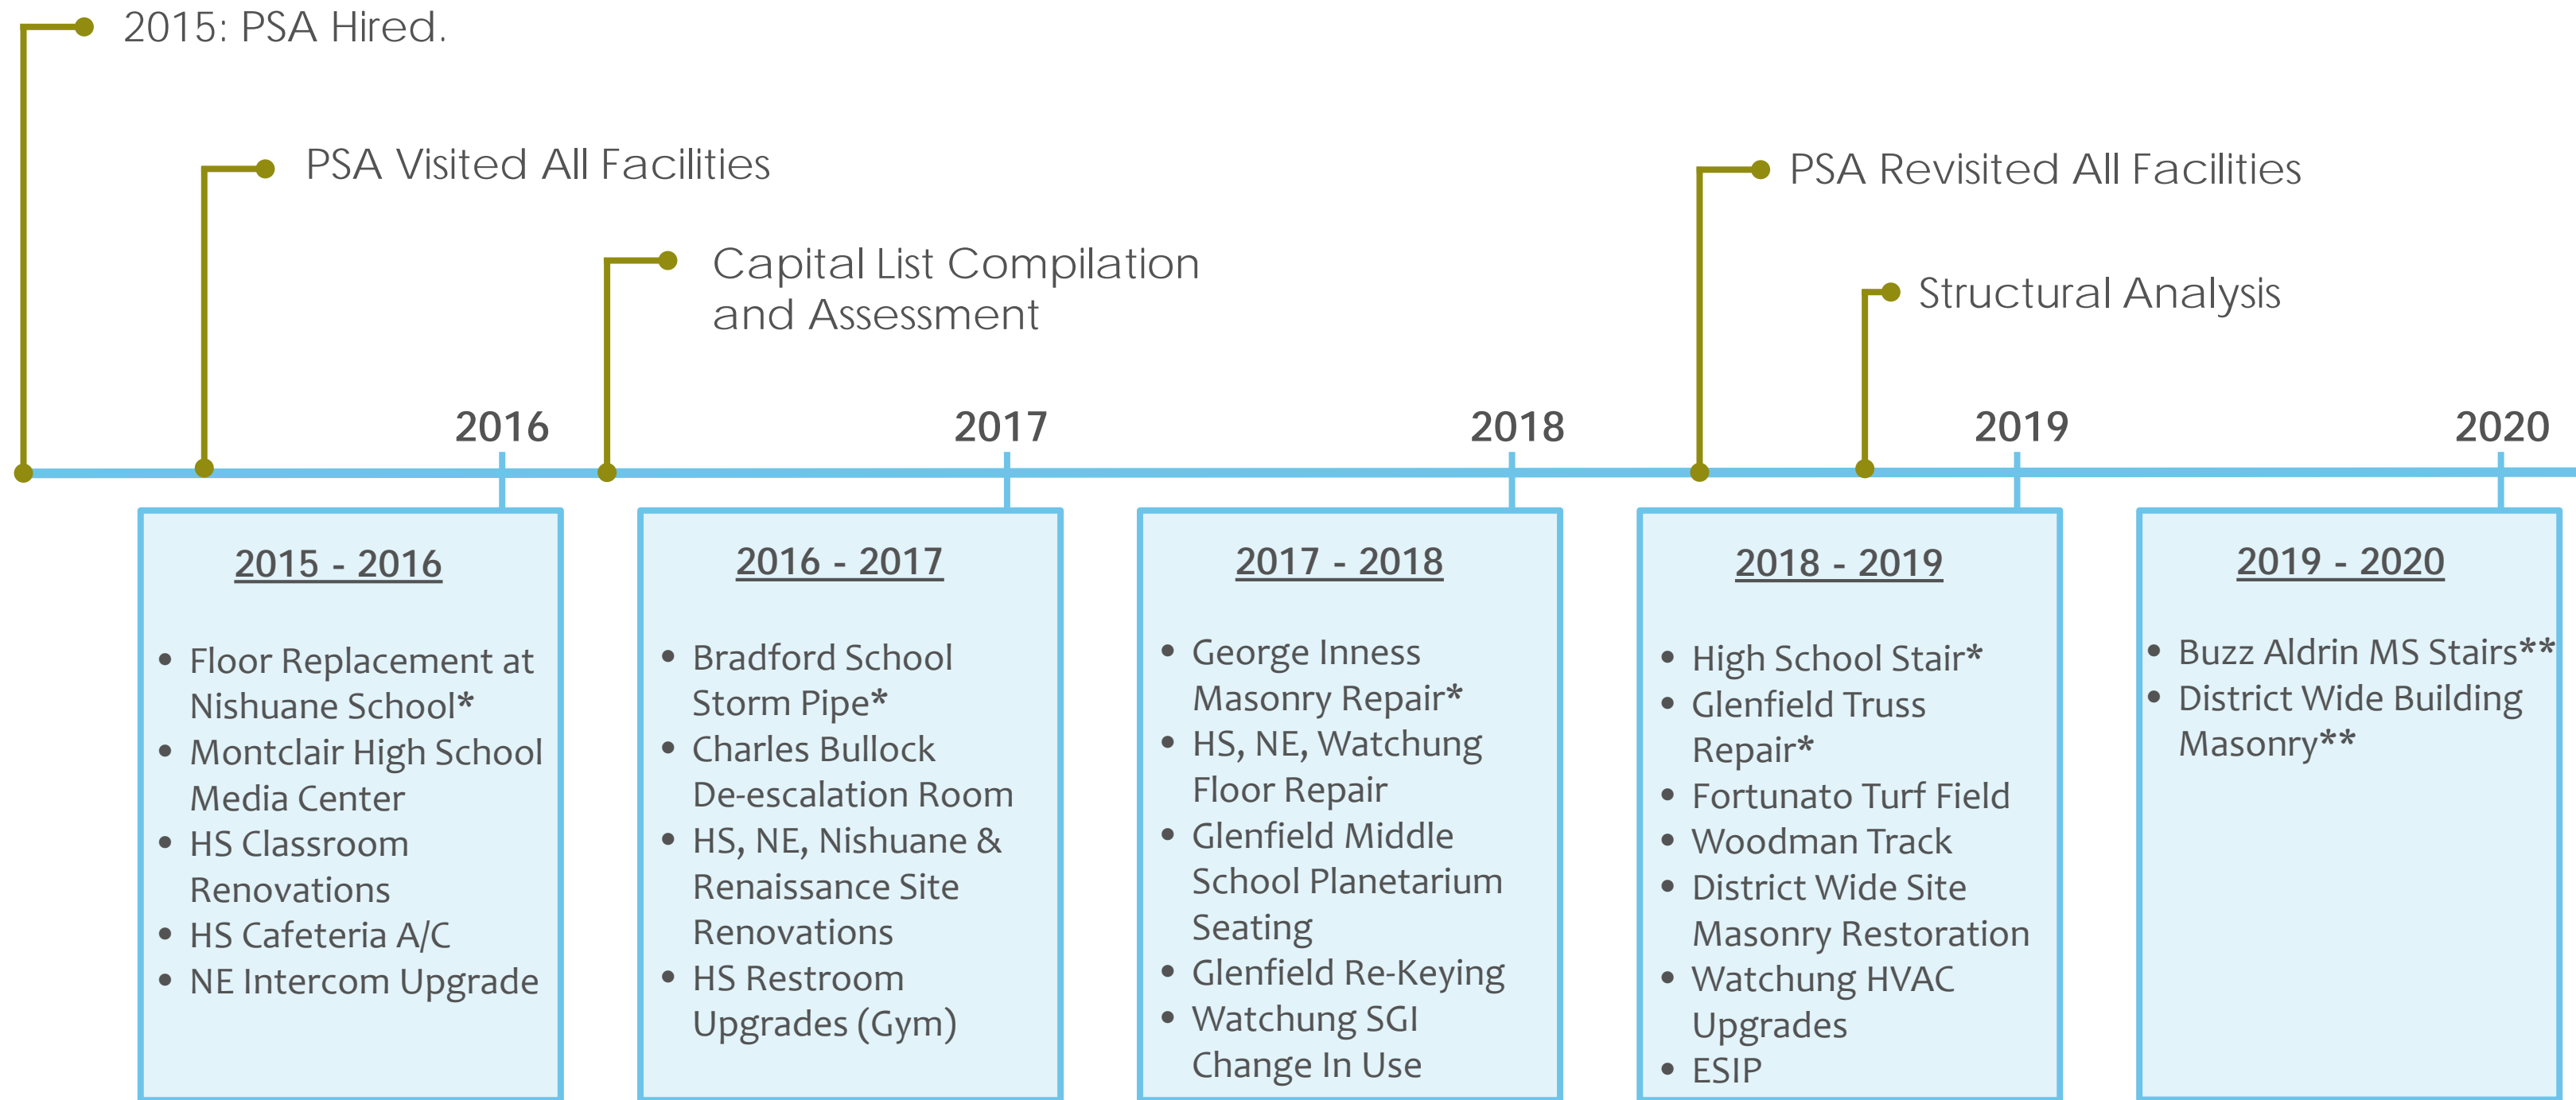 2015: PSA Hired.
PSA Visited All Facilities
PSA Revisited All Facilities
Capital List Compilation
and Assessment
Structural Analysis
2016
2017
2018
2019
2020
2015 - 2016
• Floor Replacement at
Nishuane School*
• Montclair High School
Media Center
• HS Classroom
Renovations
• HS Cafeteria A/C
• NE Intercom Upgrade
2016 - 2017
• Bradford School
Storm Pipe*
• Charles Bullock
De-escalation Room
• HS, NE, Nishuane &
Renaissance Site
Renovations
• HS Restroom
Upgrades (Gym)
2017 - 2018
• George Inness
Masonry Repair*
• HS, NE, Watchung
Floor Repair
• Glenfield Middle
School Planetarium
Seating
• Glenfield Re-Keying
• Watchung SGI
Change In Use
2018 - 2019
• High School Stair*
• Glenfield Truss
Repair*
• Fortunato Turf Field
• Woodman Track
• District Wide Site
Masonry Restoration
• Watchung HVAC
Upgrades
• ESIP
2019 - 2020
• Buzz Aldrin MS Stairs**
• District Wide Building
Masonry**